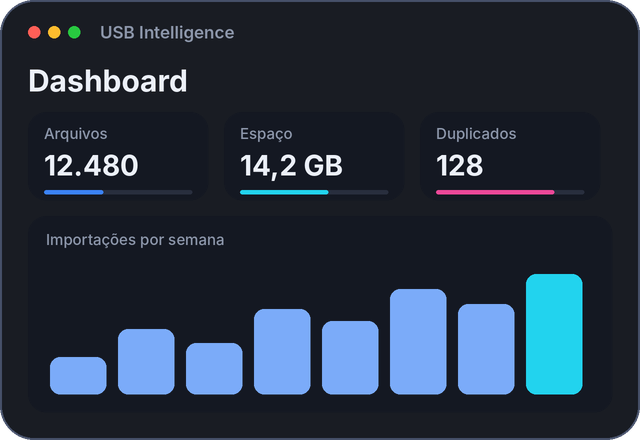 USB Intelligence
Dashboard
Arquivos
Espaço
Duplicados
12.480
14,2 GB
128
Importações por semana